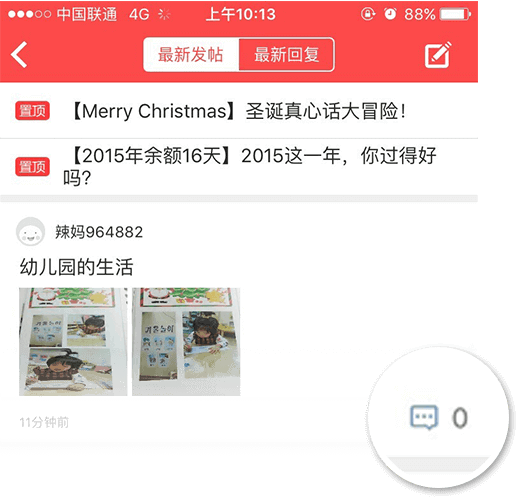 中国联通 4G 上午10:13 88%
最新发帖 最新回复
置顶 【Merry Christmas】圣诞真心话大冒险！
置顶 【2015年余额16天】2015这一年，你过得好
吗？
辣妈964882
幼儿园的生活
11分钟前
0